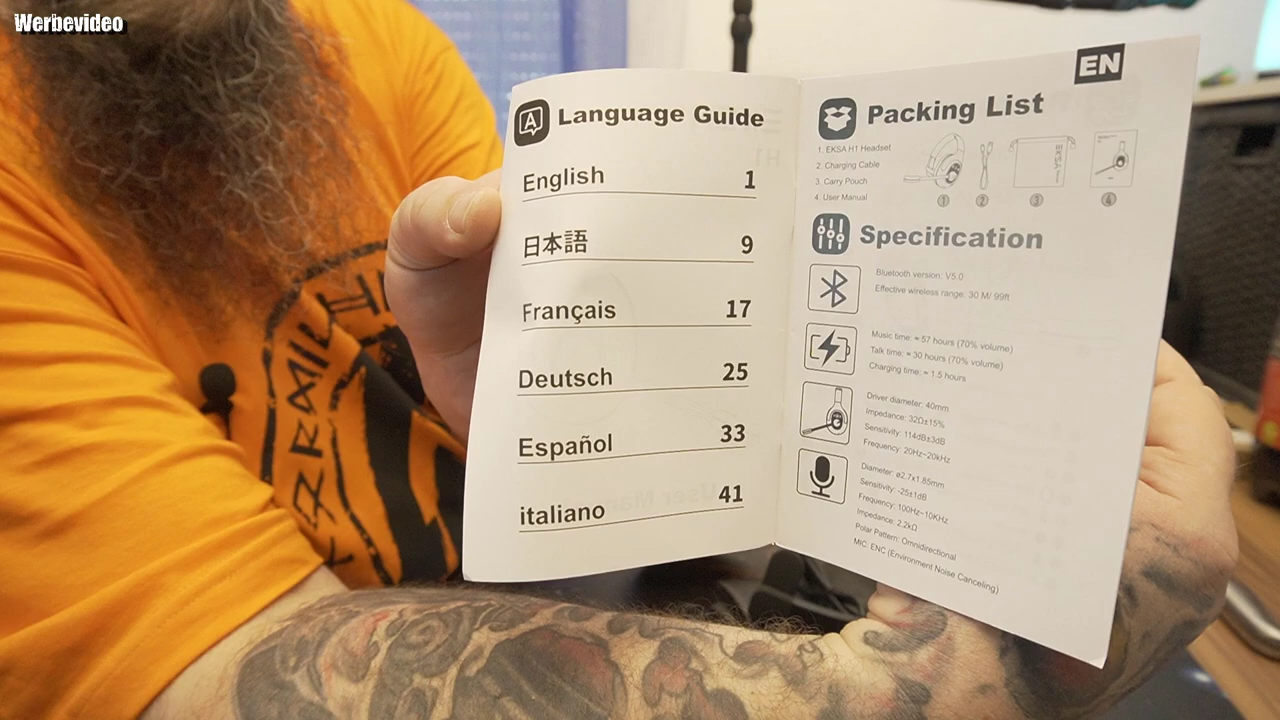 Werbevideo
Language Guide
English 1
日本語 9
Français 17
Deutsch 25
Español 33
italiano 41
EN
Packing List
1. EKSA H1 Headset
2. Charging Cable
3. Carry Pouch
4. User Manual
① ② ③ ④
Specification
Bluetooth version: V5.0
Effective wireless range: 30 M/ 99ft
Music time: ≈ 57 hours (70% volume)
Talk time: ≈ 30 hours (70% volume)
Charging time: ≈ 1.5 hours
Driver diameter: 40mm
Impedance: 32Ω±15%
Sensitivity: 114dB±3dB
Frequency: 20Hz~20kHz
Diameter: ø2.7x1.85mm
Sensitivity: -25±1dB
Frequency: 100Hz~10KHz
Impedance: 2.2kΩ
Polar Pattern: Omnidirectional
MIC: ENC (Environment Noise Canceling)